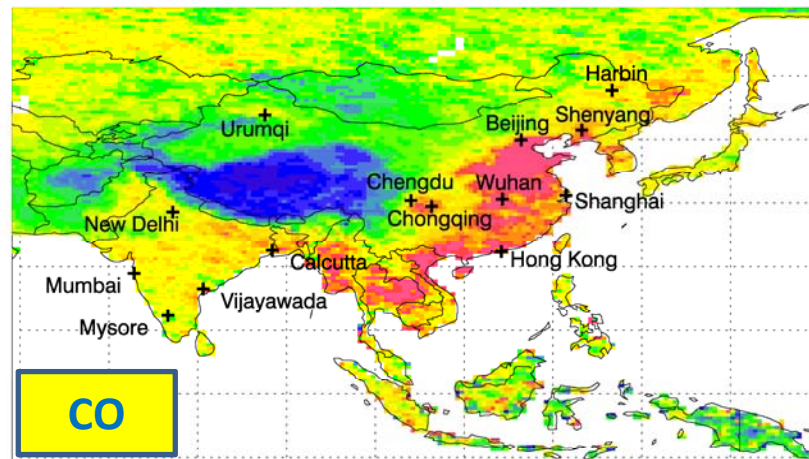 Harbin
Urumqi
Beijing
Shenyang
Chengdu
Wuhan
Shanghai
Chongqing
New Delhi
Calcutta
Hong Kong
Mumbai
Vijayawada
Mysore
CO